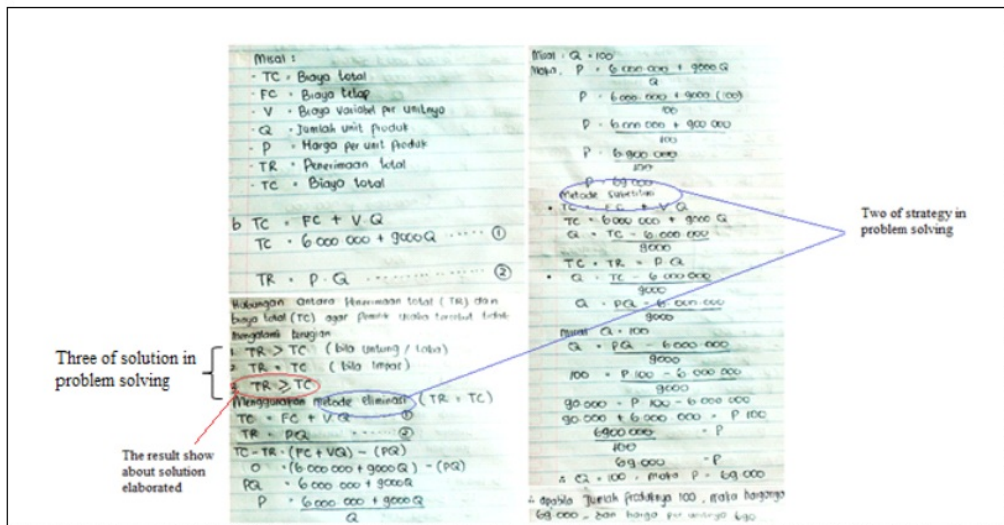 Misal :
- TC = Biaya total
- FC = Biaya tetap
- V = Biaya Variabel per unitnya
- Q = Jumlah unit produk
- P = Harga per unit produk
- TR = Penerimaan total
- TC = Biaya total
b TC = FC + V.Q
TC = 6 000 000 + 9000Q ..... ①
TR = P.Q ................ ②
Hubungan antara Penerimaan total (TR) dan
biaya total (TC) agar pemilik usaha tersebut tidak
mengalami kerugian
1. TR > TC (bila untung / laba)
2. TR = TC (bila impas)
3. TR ≥ TC
Menggunakan metode eliminasi (TR = TC)
TC = FC + V.Q ①
TR = PQ ........ ②
TC - TR = (FC + VQ) - (PQ)
0 = (6 000 000 + 9000Q) - (PQ)
PQ = 6 000 000 + 9000Q
P = 6 000 000 + 9000Q
Q
Three of solution in
problem solving
The result show
about solution
elaborated
Misal : Q = 100
Maka, P = 6 000.000 + 9000 Q
Q
P = 6 000.000 + 9000 (100)
100
P = 6 000 000 + 900 000
100
P = 6 900 000
100
P = 69 000
Metode Substitusi
• TC = FC + V Q
TC = 6 000 000 + 9000 Q
Q = TC - 6 000.000
9000
TC = TR = P.Q
• Q = TC - 6 000 000
9000
Q = PQ - 6.000.000
9000
Misal Q = 100
Q = PQ - 6 000.000
9000
100 = P.100 - 6 000 000
9000
90.000 = P 100 - 6 000 000
90 000 + 6 000 000 = P 100
6900 000 = P
100
69.000 = P
∴ Q = 100, maka P = 69.000
∴ apabila Jumlah Produknya 100, maka harganya
69.000, dan harga per unitnya 690.
Two of strategy in
problem solving